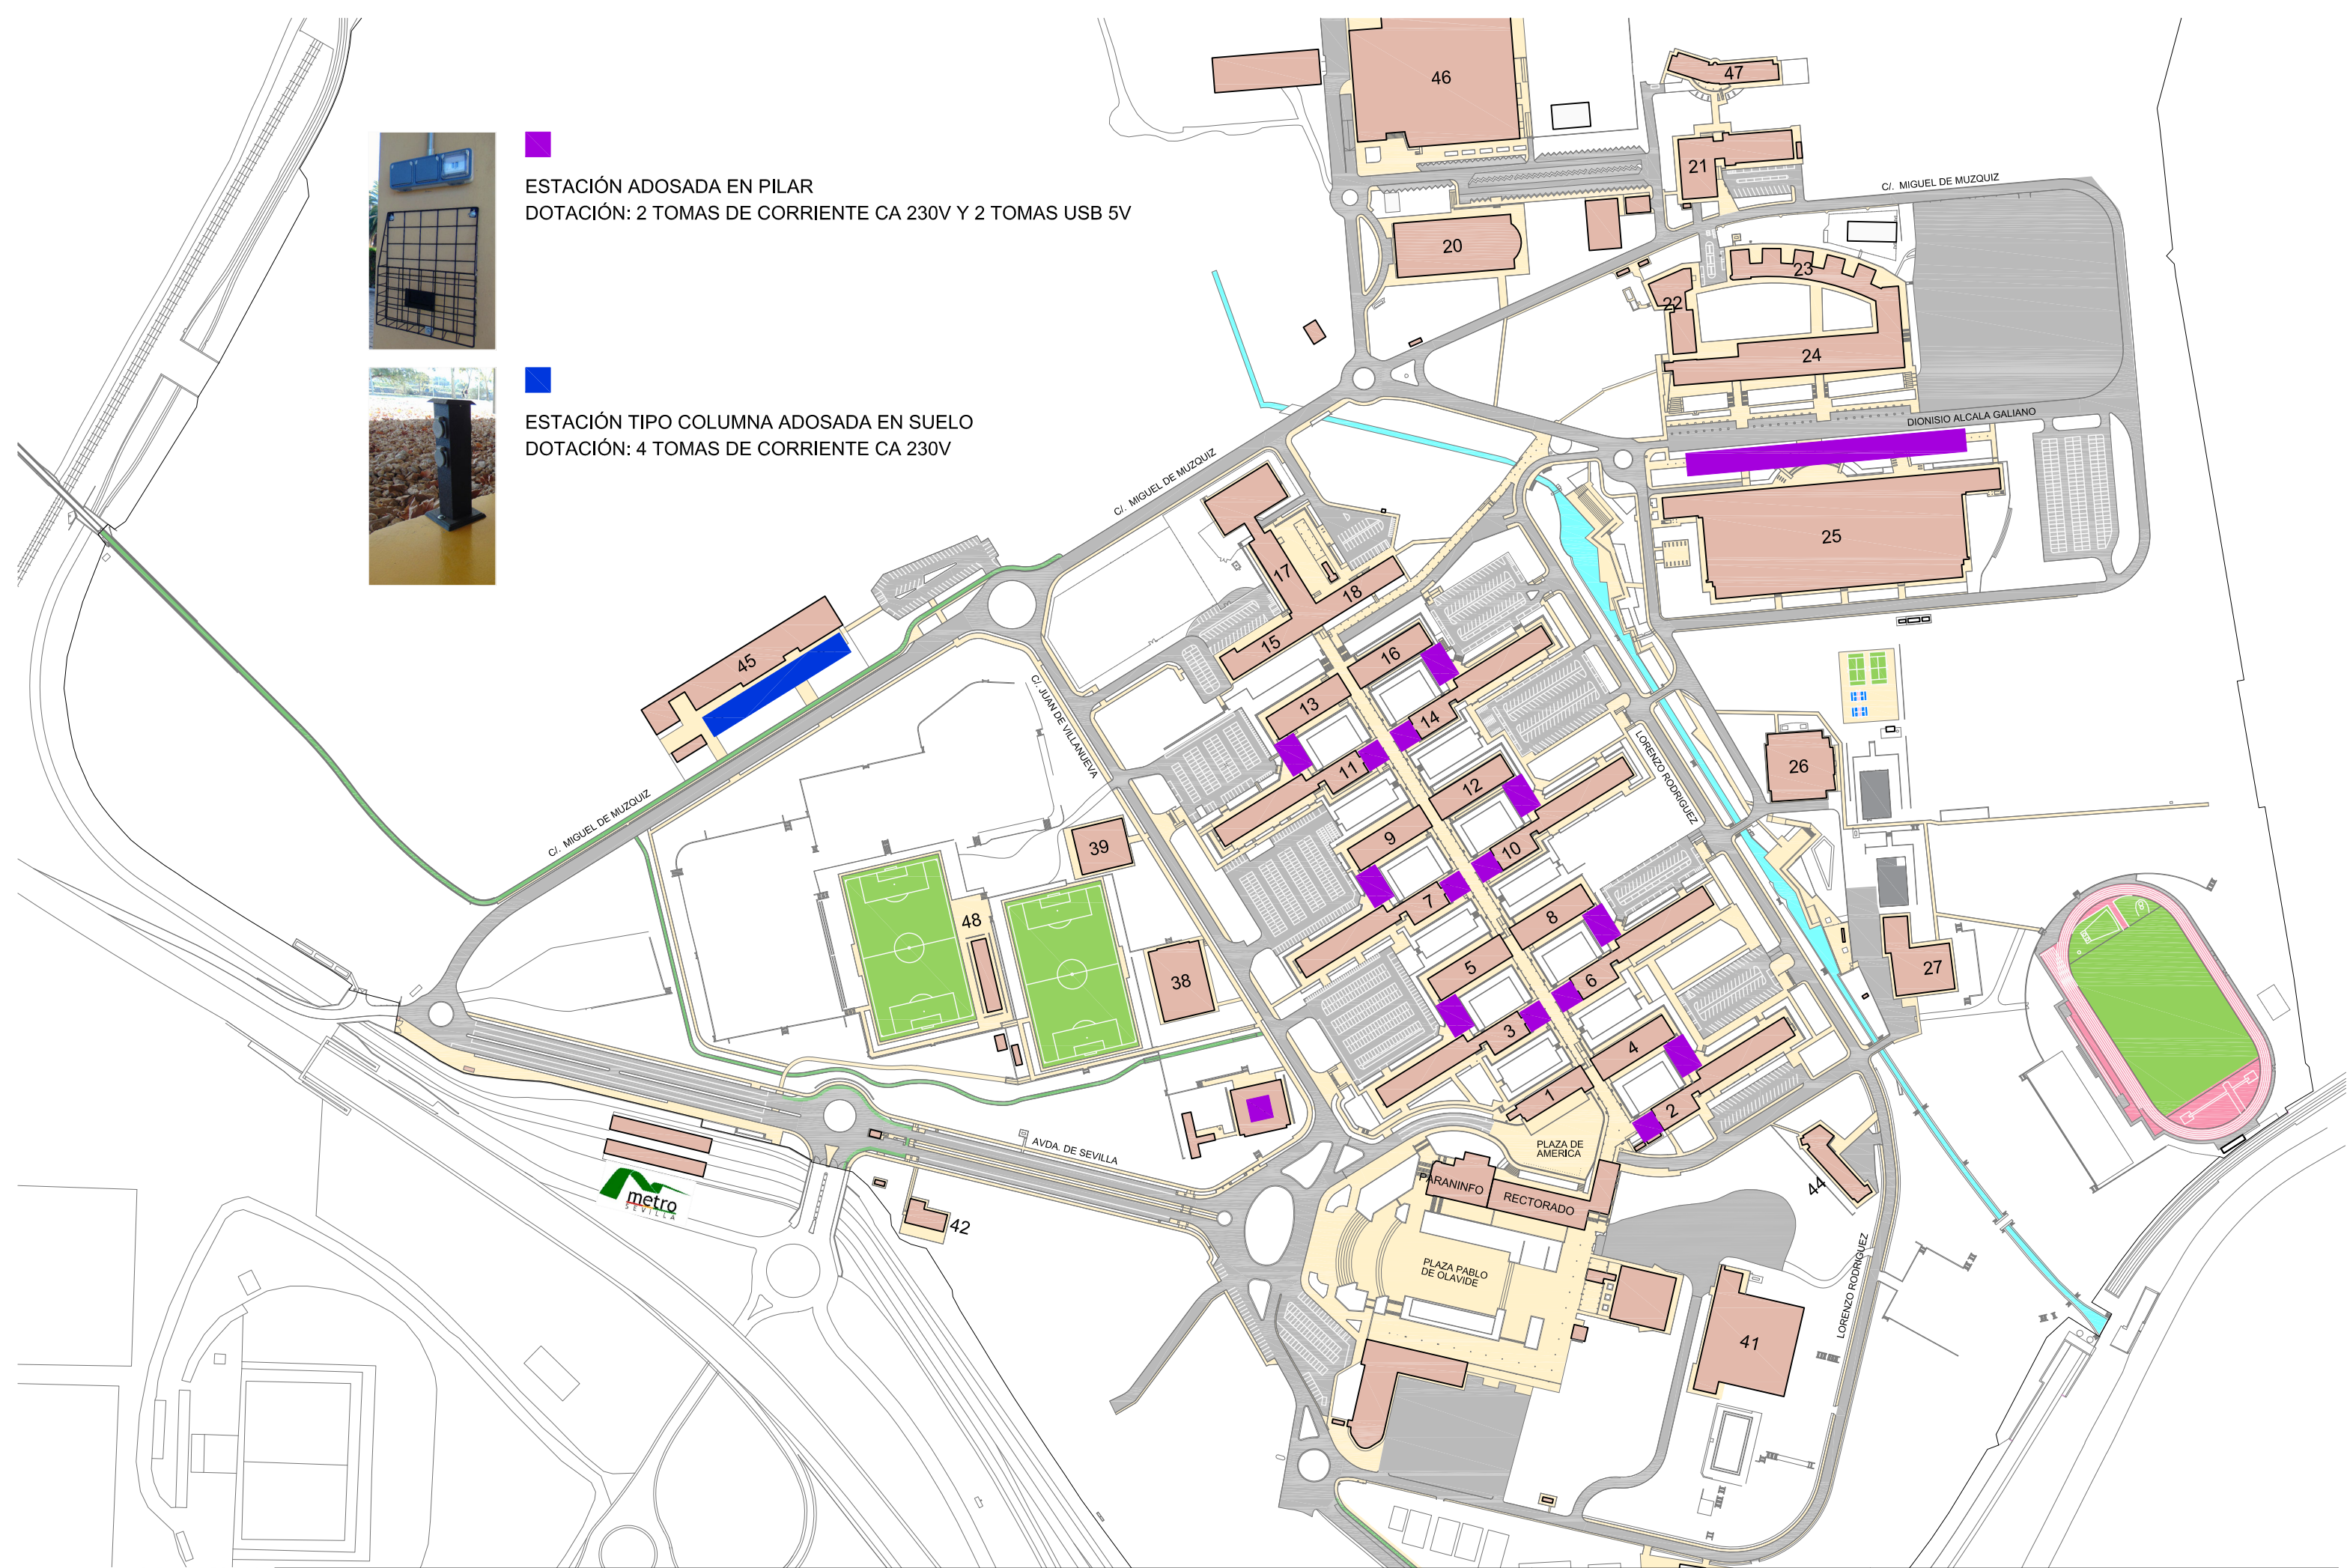 ESTACIÓN ADOSADA EN PILAR
DOTACIÓN: 2 TOMAS DE CORRIENTE CA 230V Y 2 TOMAS USB 5V
ESTACIÓN TIPO COLUMNA ADOSADA EN SUELO
DOTACIÓN: 4 TOMAS DE CORRIENTE CA 230V
46
47
21
C/. MIGUEL DE MUZQUIZ
20
23
22
24
DIONISIO ALCALA GALIANO
C/. MIGUEL DE MUZQUIZ
25
17
18
15
16
45
13
14
C/. JUAN DE VILLANUEVA
LORENZO RODRIGUEZ
11
12
26
C/. MIGUEL DE MUZQUIZ
39
9
10
7
8
48
38
5
6
27
3
4
1
2
AVDA. DE SEVILLA
PLAZA DE
AMERICA
PARANINFO
RECTORADO
44
metro
SEVILLA
42
PLAZA PABLO
DE OLAVIDE
LORENZO RODRIGUEZ
41